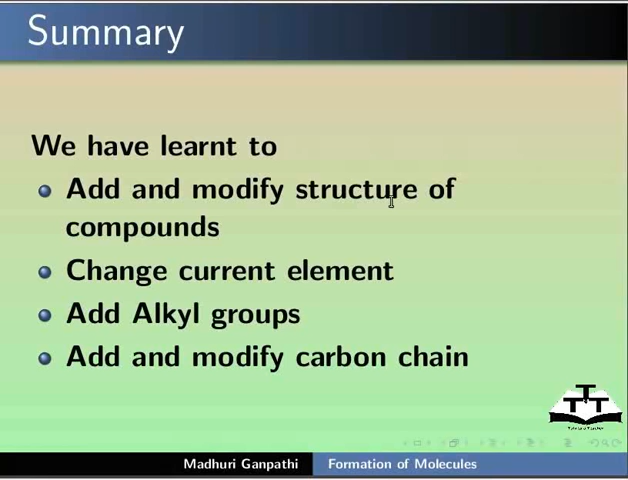 Summary
We have learnt to
Add and modify structure of
compounds
Change current element
Add Alkyl groups
Add and modify carbon chain
TTT
Madhuri Ganpathi
Formation of Molecules